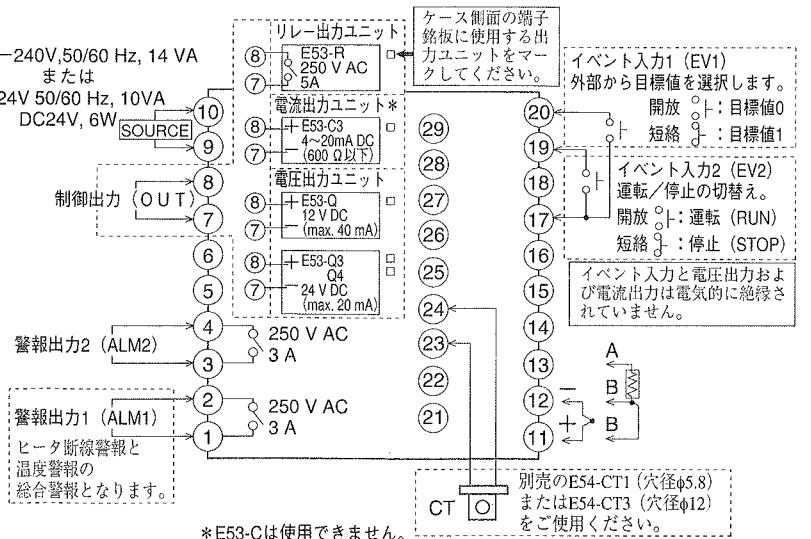 −240V,50/60 Hz, 14 VA
または
24V 50/60 Hz, 10VA
DC24V, 6W
SOURCE
10
9
8
7
6
5
4
3
2
1
制御出力 (OUT)
警報出力2 (ALM2)
250 V AC
3 A
警報出力1 (ALM1)
250 V AC
3 A
ヒータ断線警報と
温度警報の
総合警報となります。
リレー出力ユニット
8
7
E53-R
250 V AC
5A
電流出力ユニット*
8
7
+
−
E53-C3
4〜20mA DC
(600 Ω以下)
電圧出力ユニット
8
7
+
−
E53-Q
12 V DC
(max. 40 mA)
8
7
+
−
E53-Q3
Q4
24 V DC
(max. 20 mA)
ケース側面の端子
銘板に使用する出
力ユニットをマー
クしてください。
29
28
27
26
25
24
23
22
21
20
19
18
17
16
15
14
13
12
11
イベント入力1 (EV1)
外部から目標値を選択します。
開放 :目標値0
短絡 :目標値1
イベント入力2 (EV2)
運転/停止の切替え。
開放 :運転 (RUN)
短絡 :停止 (STOP)
イベント入力と電圧出力およ
び電流出力は電気的に絶縁さ
れていません。
A
B
B
−
+
CT
別売のE54-CT1 (穴径φ5.8)
またはE54-CT3 (穴径φ12)
をご使用ください。
*E53-Cは使用できません。